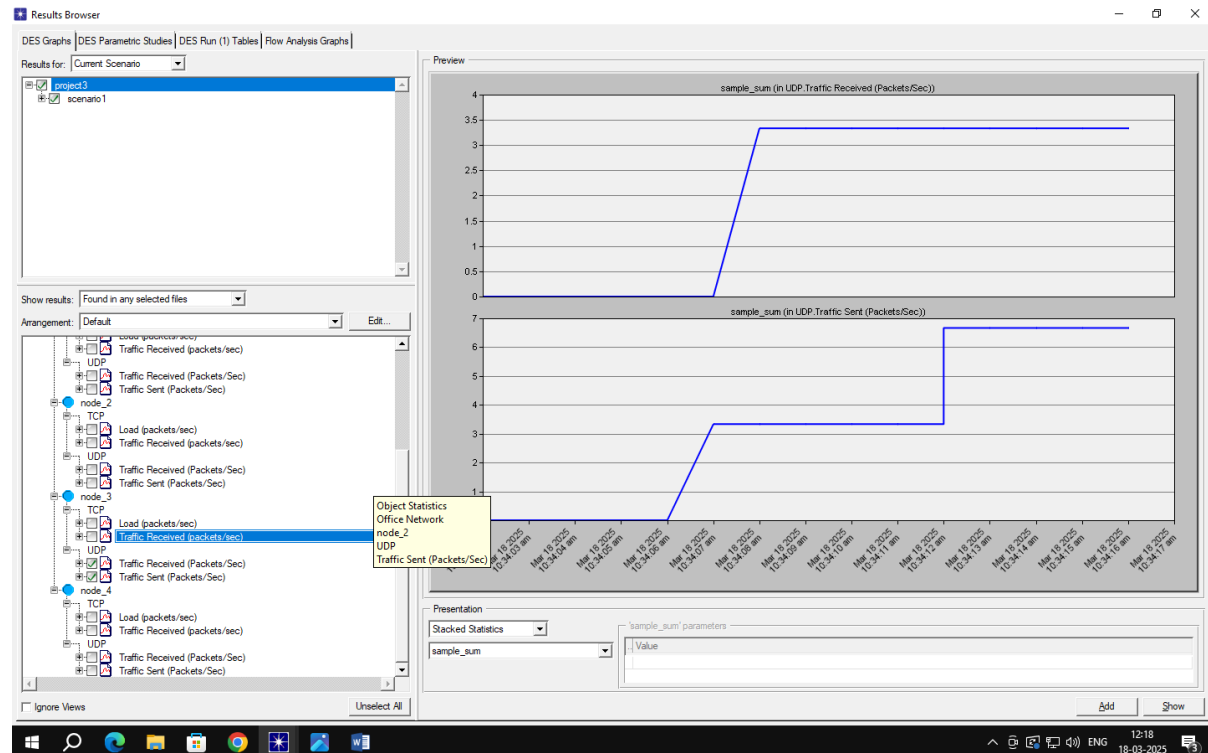 Results Browser
DES Graphs DES Parametric Studies DES Run (1) Tables Flow Analysis Graphs
Results for: Current Scenario
project3
scenario1
Show results: Found in any selected files
Arrangement: Default Edit...
Load (packets/sec)
Traffic Received (packets/sec)
UDP
Traffic Received (Packets/Sec)
Traffic Sent (Packets/Sec)
node_2
TCP
Load (packets/sec)
Traffic Received (packets/sec)
UDP
Traffic Received (Packets/Sec)
Traffic Sent (Packets/Sec)
node_3
TCP
Load (packets/sec)
Traffic Received (packets/sec)
UDP
Traffic Received (Packets/Sec)
Traffic Sent (Packets/Sec)
node_4
TCP
Load (packets/sec)
Traffic Received (packets/sec)
UDP
Traffic Received (Packets/Sec)
Traffic Sent (Packets/Sec)
Ignore Views Unselect All
Object Statistics
Office Network
node_2
UDP
Traffic Sent (Packets/Sec)
Preview
sample_sum (in UDP.Traffic Received (Packets/Sec))
4
3.5
3
2.5
2
1.5
1
0.5
0
sample_sum (in UDP.Traffic Sent (Packets/Sec))
7
6
5
4
3
2
1
Mar 18 2025 10:34:03 am
Mar 18 2025 10:34:04 am
Mar 18 2025 10:34:05 am
Mar 18 2025 10:34:06 am
Mar 18 2025 10:34:07 am
Mar 18 2025 10:34:08 am
Mar 18 2025 10:34:09 am
Mar 18 2025 10:34:10 am
Mar 18 2025 10:34:11 am
Mar 18 2025 10:34:12 am
Mar 18 2025 10:34:13 am
Mar 18 2025 10:34:14 am
Mar 18 2025 10:34:15 am
Mar 18 2025 10:34:16 am
Mar 18 2025 10:34:17 am
Presentation
Stacked Statistics
sample_sum
'sample_sum' parameters
.. Value
Add Show
ENG
12:18
18-03-2025
3